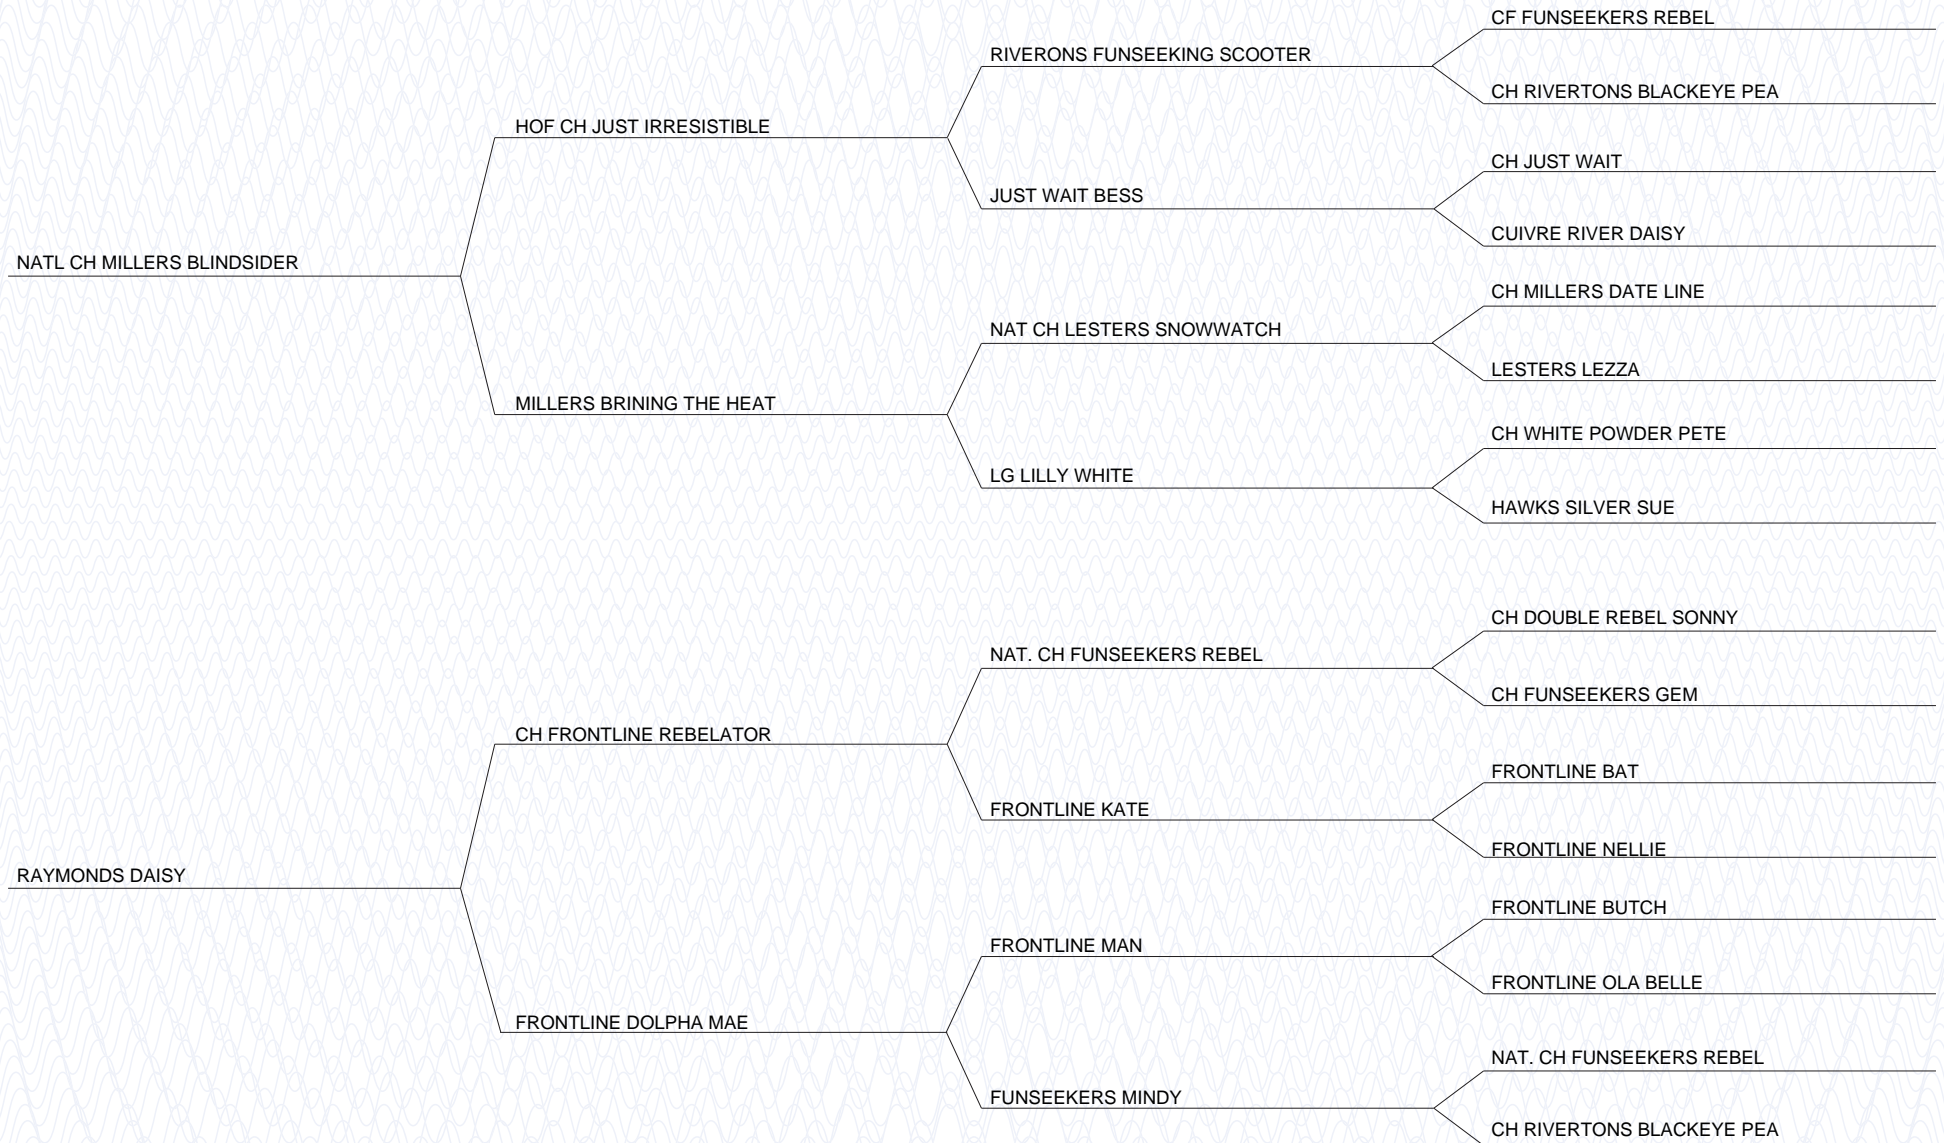 CF FUNSEEKERS REBEL
RIVERONS FUNSEEKING SCOOTER
CH RIVERTONS BLACKEYE PEA
HOF CH JUST IRRESISTIBLE
CH JUST WAIT
JUST WAIT BESS
CUIVRE RIVER DAISY
NATL CH MILLERS BLINDSIDER
CH MILLERS DATE LINE
NAT CH LESTERS SNOWWATCH
LESTERS LEZZA
MILLERS BRINING THE HEAT
CH WHITE POWDER PETE
LG LILLY WHITE
HAWKS SILVER SUE
CH DOUBLE REBEL SONNY
NAT. CH FUNSEEKERS REBEL
CH FUNSEEKERS GEM
CH FRONTLINE REBELATOR
FRONTLINE BAT
FRONTLINE KATE
FRONTLINE NELLIE
RAYMONDS DAISY
FRONTLINE BUTCH
FRONTLINE MAN
FRONTLINE OLA BELLE
FRONTLINE DOLPHA MAE
NAT. CH FUNSEEKERS REBEL
FUNSEEKERS MINDY
CH RIVERTONS BLACKEYE PEA